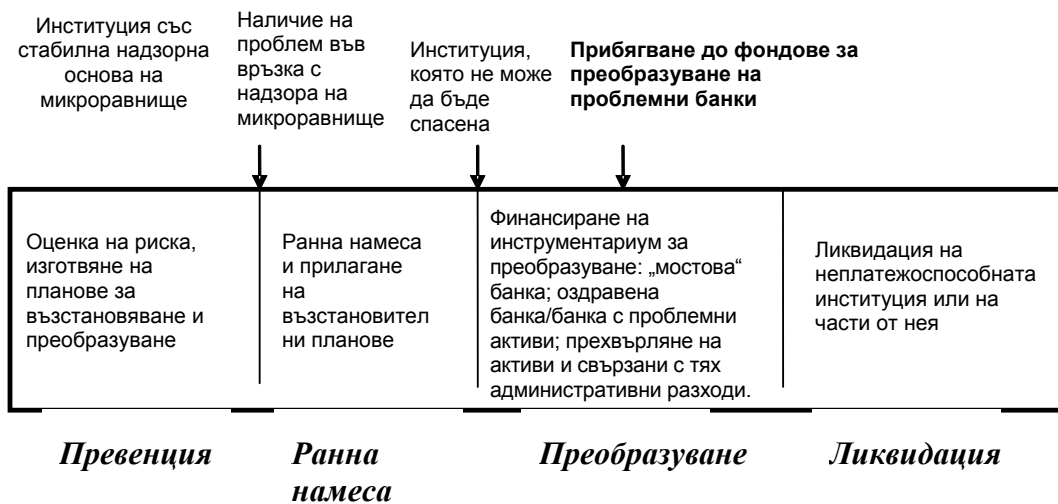 Институция със
стабилна надзорна
основа на
микроравнище
Наличие на
проблем във
връзка с
надзора на
микроравнище
Институция,
която не може
да бъде
спасена
Прибягване до фондове за
преобразуване на
проблемни банки
Оценка на риска,
изготвяне на
планове за
възстановяване и
преобразуване
Ранна намеса
и прилагане
на
възстановител
ни планове
Финансиране на
инструментариум за
преобразуване: „мостова“
банка; оздравена
банка/банка с проблемни
активи; прехвърляне на
активи и свързани с тях
административни разходи.
Ликвидация на
неплатежоспособната
институция или на
части от нея
Превенция
Ранна
намеса
Преобразуване
Ликвидация